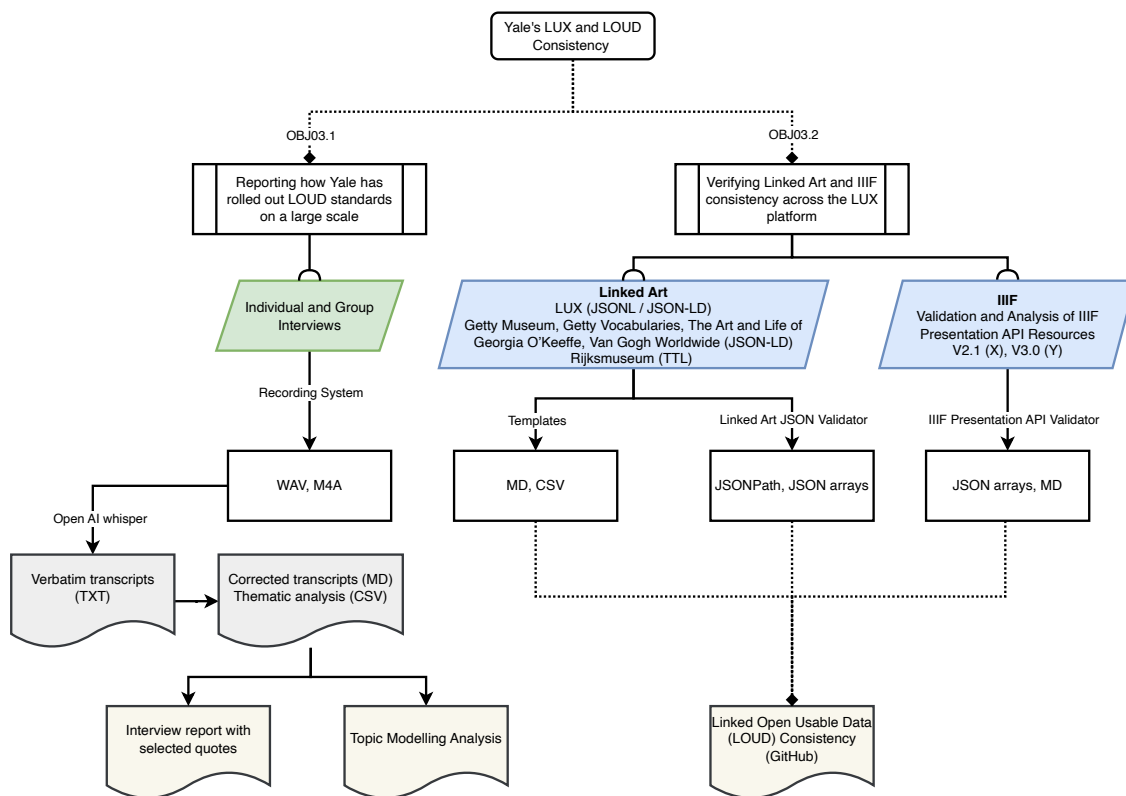 Yale's LUX and LOUD
Consistency
OBJ03.1
OBJ03.2
Reporting how Yale has
rolled out LOUD standards
on a large scale
Verifying Linked Art and IIIF
consistency across the LUX
platform
Individual and Group
Interviews
Linked Art
LUX (JSONL / JSON-LD)
Getty Museum, Getty Vocabularies, The Art and Life of
Georgia O'Keeffe, Van Gogh Worldwide (JSON-LD)
Rijksmuseum (TTL)
IIIF
Validation and Analysis of IIIF
Presentation API Resources
V2.1 (X), V3.0 (Y)
Recording System
Templates
Linked Art JSON Validator
IIIF Presentation API Validator
WAV, M4A
MD, CSV
JSONPath, JSON arrays
JSON arrays, MD
Open AI whisper
Verbatim transcripts
(TXT)
Corrected transcripts (MD)
Thematic analysis (CSV)
Interview report with
selected quotes
Topic Modelling Analysis
Linked Open Usable Data
(LOUD) Consistency
(GitHub)